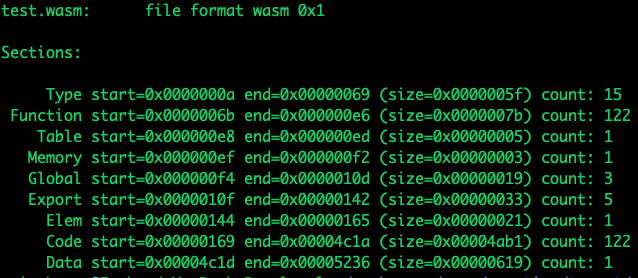 test.wasm:	file format wasm 0x1
Sections:
Type start=0x0000000a end=0x00000069 (size=0x0000005f) count: 15
Function start=0x0000006b end=0x000000e6 (size=0x0000007b) count: 122
Table start=0x000000e8 end=0x000000ed (size=0x00000005) count: 1
Memory start=0x000000ef end=0x000000f2 (size=0x00000003) count: 1
Global start=0x000000f4 end=0x0000010d (size=0x00000019) count: 3
Export start=0x0000010f end=0x00000142 (size=0x00000033) count: 5
Elem start=0x00000144 end=0x00000165 (size=0x00000021) count: 1
Code start=0x00000169 end=0x00004c1a (size=0x00004ab1) count: 122
Data start=0x00004c1d end=0x00005236 (size=0x00000619) count: 1